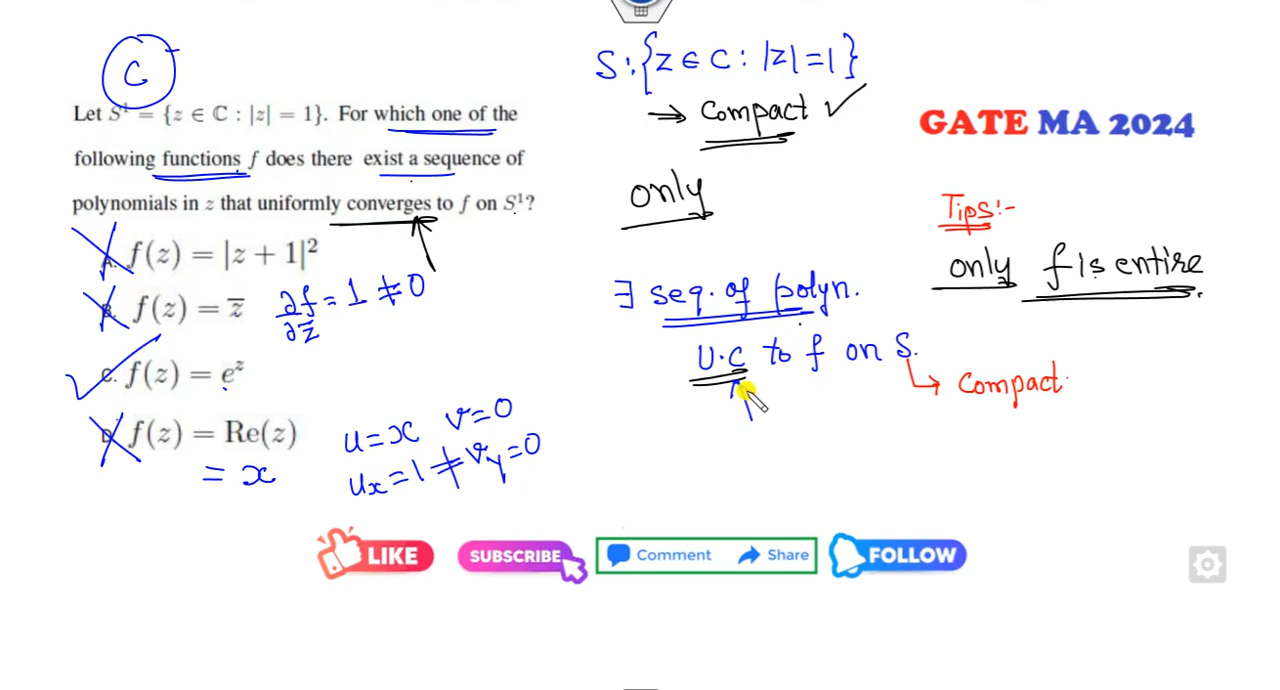 C
Let S¹ = {z ∈ ℂ : |z| = 1}. For which one of the
following functions f does there exist a sequence of
polynomials in z that uniformly converges to f on S¹?
A. f(z) = |z + 1|²
B. f(z) = z̅ ∂f/∂z̅ = 1 ≠ 0
C. f(z) = eᶻ
D. f(z) = Re(z)
= x
u = x v = 0
uₓ = 1 ≠ v_y = 0
S: {z ∈ C : |z| = 1}
→ Compact ✓
only
∃ seq. of polyn.
U.C to f on S.
↳ Compact.
GATE MA 2024
Tips:-
only f is entire.
LIKE
SUBSCRIBE
Comment
Share
FOLLOW